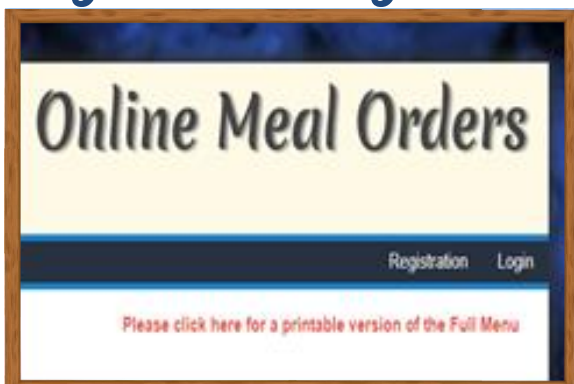 Online Meal Orders
Registration Login
Please click here for a printable version of the Full Menu